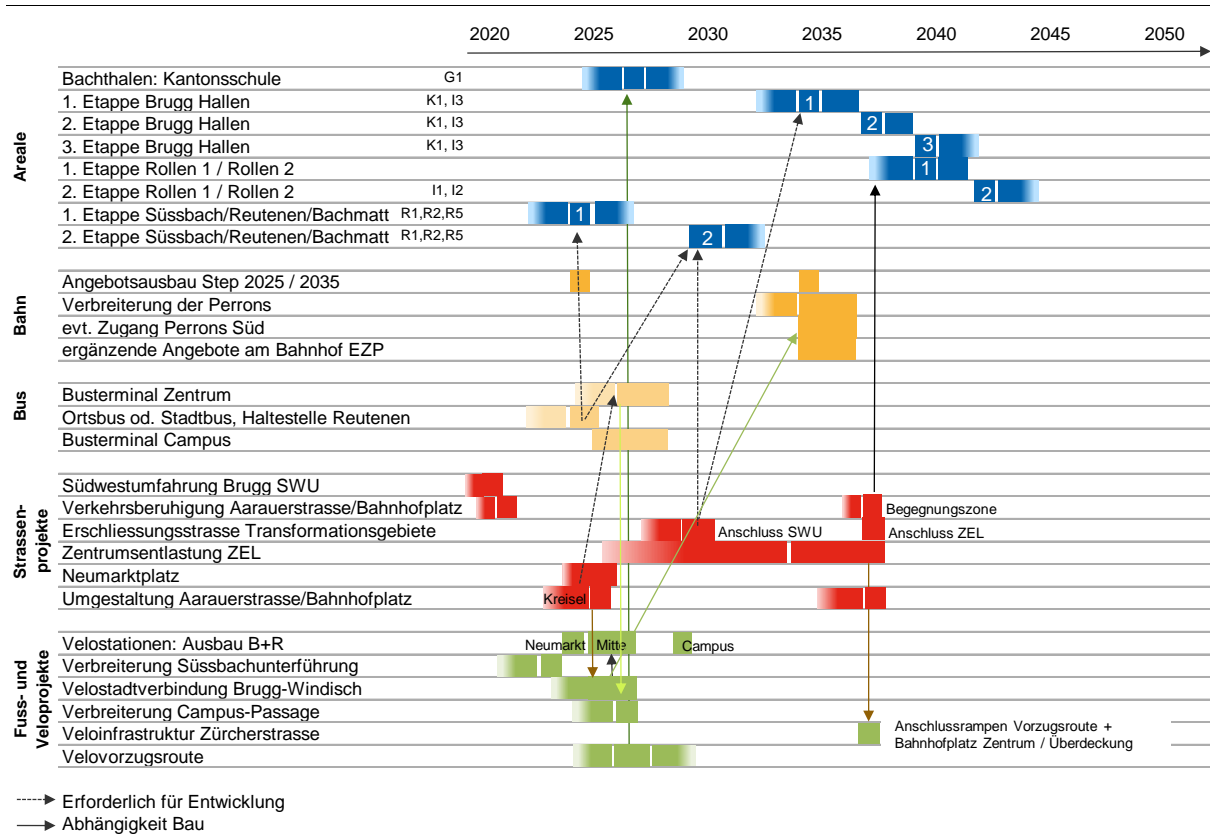 2020 2025 2030 2035 2040 2045 2050
Areale
Bachthalen: Kantonsschule G1
1. Etappe Brugg Hallen K1, I3 1
2. Etappe Brugg Hallen K1, I3 2
3. Etappe Brugg Hallen K1, I3 3
1. Etappe Rollen 1 / Rollen 2 1
2. Etappe Rollen 1 / Rollen 2 I1, I2 2
1. Etappe Süssbach/Reutenen/Bachmatt R1,R2,R5 1
2. Etappe Süssbach/Reutenen/Bachmatt R1,R2,R5 2
Bahn
Angebotsausbau Step 2025 / 2035
Verbreiterung der Perrons
evt. Zugang Perrons Süd
ergänzende Angebote am Bahnhof EZP
Bus
Busterminal Zentrum
Ortsbus od. Stadtbus, Haltestelle Reutenen
Busterminal Campus
Strassen-
projekte
Südwestumfahrung Brugg SWU
Verkehrsberuhigung Aarauerstrasse/Bahnhofplatz Begegnungszone
Erschliessungsstrasse Transformationsgebiete Anschluss SWU Anschluss ZEL
Zentrumsentlastung ZEL
Neumarktplatz
Umgestaltung Aarauerstrasse/Bahnhofplatz Kreisel
Fuss- und
Veloprojekte
Velostationen: Ausbau B+R Neumarkt Mitte Campus
Verbreiterung Süssbachunterführung
Velostadtverbindung Brugg-Windisch
Verbreiterung Campus-Passage
Veloinfrastruktur Zürcherstrasse Anschlussrampen Vorzugsroute +
Bahnhofplatz Zentrum / Überdeckung
Velovorzugsroute
Erforderlich für Entwicklung
Abhängigkeit Bau